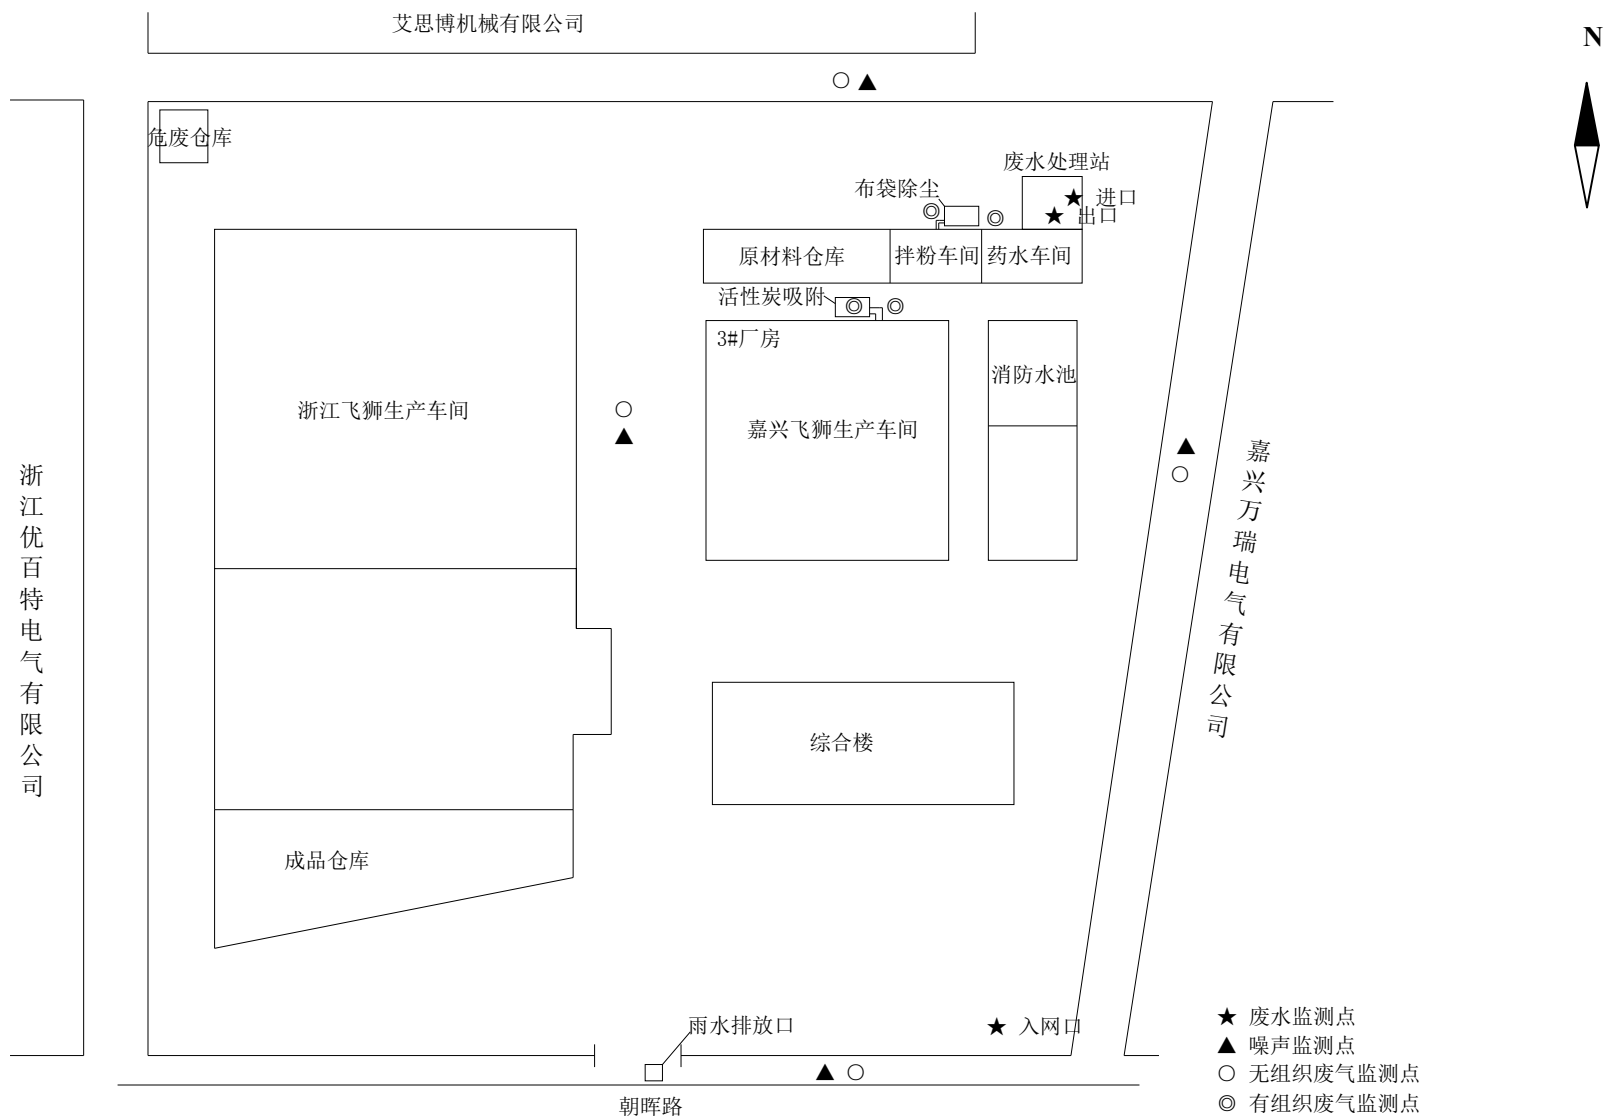 艾思博机械有限公司
N
危废仓库
废水处理站
布袋除尘
进口
出口
原材料仓库
拌粉车间
药水车间
活性炭吸附
3#厂房
消防水池
浙江飞狮生产车间
嘉兴飞狮生产车间
浙江优百特电气有限公司
嘉兴万瑞电气有限公司
综合楼
成品仓库
雨水排放口
入网口
废水监测点
噪声监测点
无组织废气监测点
有组织废气监测点
朝晖路